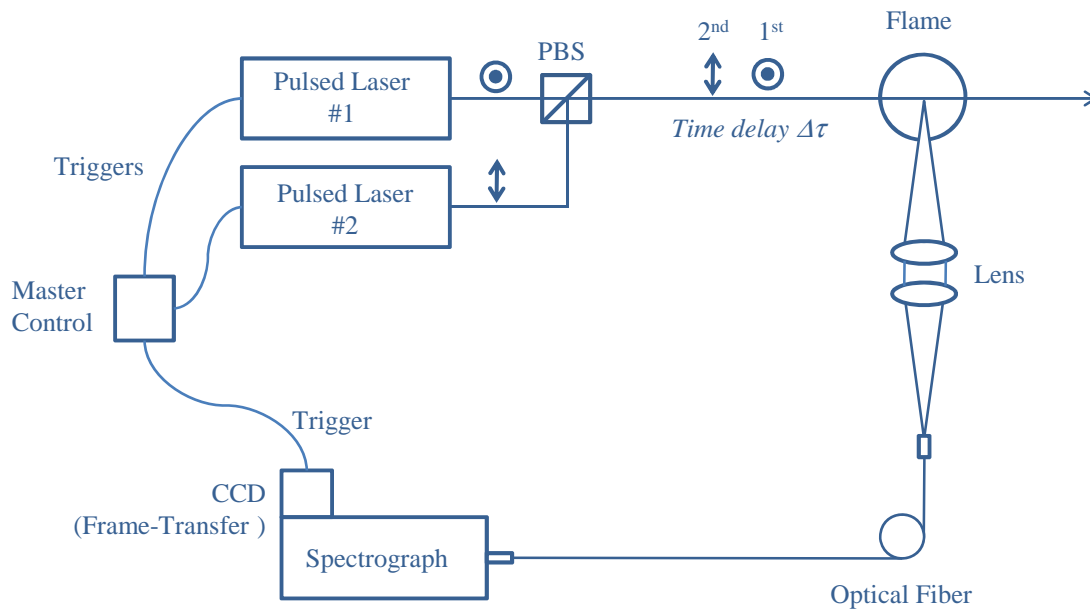 Flame
2nd 1st
PBS
Pulsed Laser
#1
Time delay Δτ
Triggers
Pulsed Laser
#2
Lens
Master
Control
Trigger
CCD
(Frame-Transfer )
Spectrograph
Optical Fiber